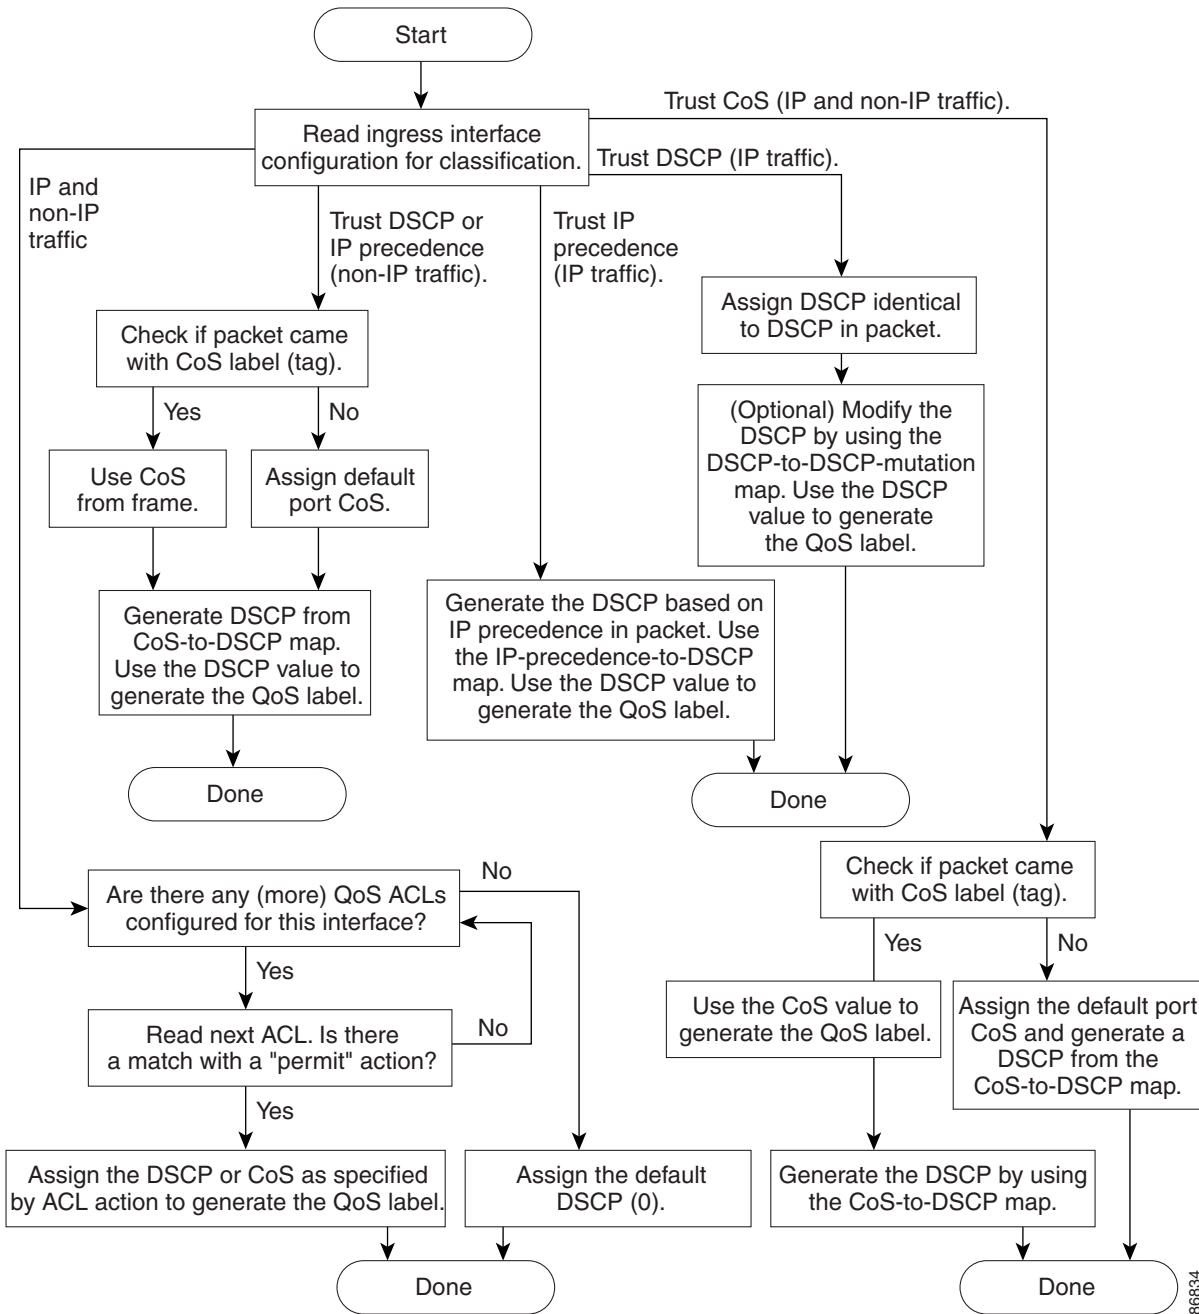 Start
Trust CoS (IP and non-IP traffic).
Read ingress interface
configuration for classification.
Trust DSCP (IP traffic).
IP and
non-IP
traffic
Trust DSCP or
IP precedence
(non-IP traffic).
Trust IP
precedence
(IP traffic).
Assign DSCP identical
to DSCP in packet.
Check if packet came
with CoS label (tag).
(Optional) Modify the
DSCP by using the
DSCP-to-DSCP-mutation
map. Use the DSCP
value to generate
the QoS label.
Yes
No
Use CoS
from frame.
Assign default
port CoS.
Generate DSCP from
CoS-to-DSCP map.
Use the DSCP value to
generate the QoS label.
Generate the DSCP based on
IP precedence in packet. Use
the IP-precedence-to-DSCP
map. Use the DSCP value to
generate the QoS label.
Done
Done
Are there any (more) QoS ACLs
configured for this interface?
No
Check if packet came
with CoS label (tag).
Yes
Yes
No
Read next ACL. Is there
a match with a "permit" action?
No
Use the CoS value to
generate the QoS label.
Assign the default port
CoS and generate a
DSCP from the
CoS-to-DSCP map.
Yes
Assign the DSCP or CoS as specified
by ACL action to generate the QoS label.
Assign the default
DSCP (0).
Generate the DSCP by using
the CoS-to-DSCP map.
Done
Done
86834